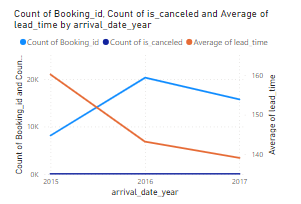 Count of Booking_id, Count of is_canceled and Average of
lead_time by arrival_date_year
Count of Booking_id Count of is_canceled Average of lead_time
Count of Booking_id and Coun...
20K
10K
0K
160
150
140
Average of lead_time
2015 2016 2017
arrival_date_year